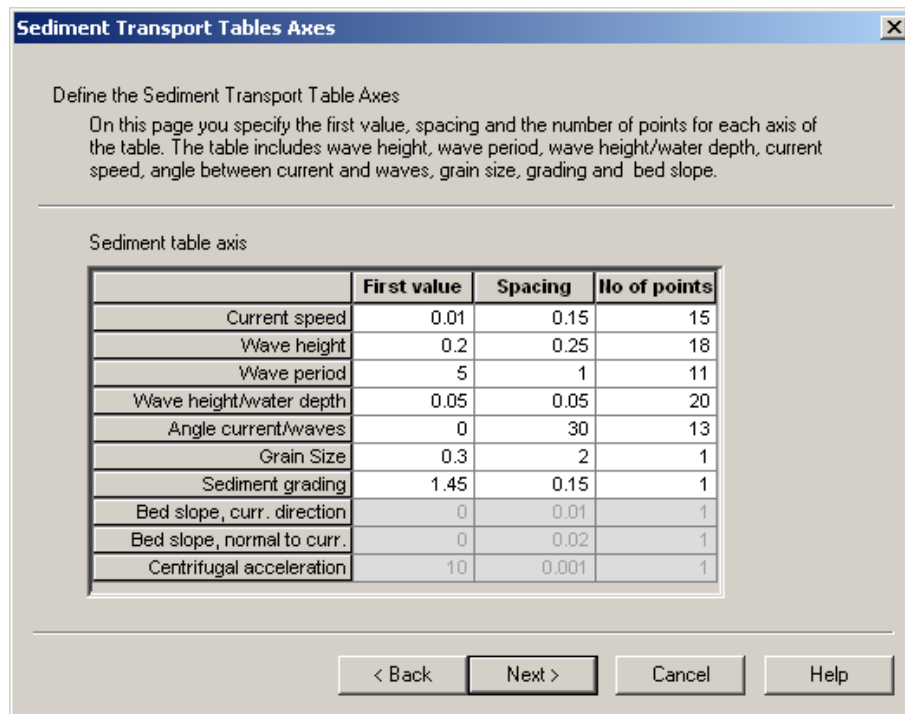 Sediment Transport Tables Axes
Define the Sediment Transport Table Axes
On this page you specify the first value, spacing and the number of points for each axis of
the table. The table includes wave height, wave period, wave height/water depth, current
speed, angle between current and waves, grain size, grading and  bed slope.
Sediment table axis
First value Spacing No of points
Current speed 0.01 0.15 15
Wave height 0.2 0.25 18
Wave period 5 1 11
Wave height/water depth 0.05 0.05 20
Angle current/waves 0 30 13
Grain Size 0.3 2 1
Sediment grading 1.45 0.15 1
Bed slope, curr. direction 0 0.01 1
Bed slope, normal to curr. 0 0.02 1
Centrifugal acceleration 10 0.001 1
< Back Next > Cancel Help